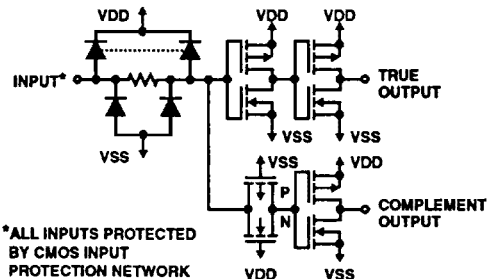 VDD
VDD
VDD
INPUT*
TRUE
OUTPUT
VSS
VSS
VSS
VSS
VDD
P
N
COMPLEMENT
OUTPUT
*ALL INPUTS PROTECTED
BY CMOS INPUT
PROTECTION NETWORK
VDD
VSS